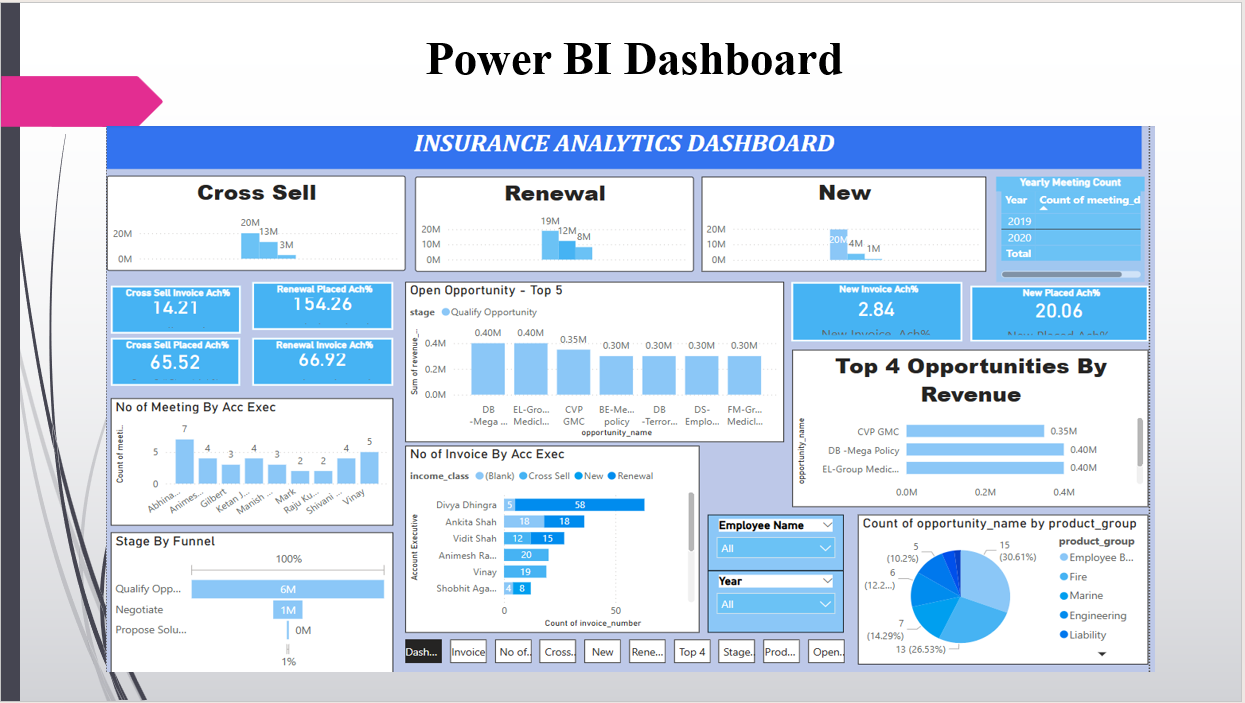 Power BI Dashboard
INSURANCE ANALYTICS DASHBOARD
Cross Sell
20M
0M
20M
13M
3M
Renewal
20M
10M
0M
19M
12M
8M
New
20M
10M
0M
20M
4M
1M
Yearly Meeting Count
Year Count of meeting_d
2019
2020
Total
Cross Sell Invoice Ach%
14.21
Renewal Placed Ach%
154.26
Cross Sell Placed Ach%
65.52
Renewal Invoice Ach%
66.92
Open Opportunity - Top 5
stage Qualify Opportunity
Sum of revenue_...
0.4M
0.2M
0.0M
0.40M 0.40M 0.35M 0.30M 0.30M 0.30M 0.30M
DB -Mega ...
EL-Gro... Medicl...
CVP GMC
BE-Me... policy
DB -Terror...
DS- Emplo...
FM-Gr... Medicl...
opportunity_name
New Invoice Ach%
2.84
New Invoice Ach%
New Placed Ach%
20.06
New Placed Ach%
Top 4 Opportunities By
Revenue
opportunity_name
CVP GMC 0.35M
DB -Mega Policy 0.40M
EL-Group Medic... 0.40M
0.0M 0.2M 0.4M
No of Meeting By Acc Exec
Count of meeti...
5
0
7 4 3 4 3 2 2 4 5
Abhina... Animes... Gilbert Ketan J... Manish ... Mark Raju Ku... Shivani ... Vinay
No of Invoice By Acc Exec
income_class (Blank) Cross Sell New Renewal
Account Executive
Divya Dhingra 5 58
Ankita Shah 18 18
Vidit Shah 12 15
Animesh Ra... 20
Vinay 19
Shobhit Aga... 4 8
0 50
Count of invoice_number
Stage By Funnel
100%
Qualify Opp... 6M
Negotiate 1M
Propose Solu... 0M
1%
Employee Name
All
Year
All
Count of opportunity_name by product_group
15
(30.61%)
13 (26.53%)
7
(14.29%)
6
(12.2...)
5
(10.2%)
product_group
Employee B...
Fire
Marine
Engineering
Liability
Dash... Invoice No of... Cross... New Rene... Top 4 Stage... Prod... Open...